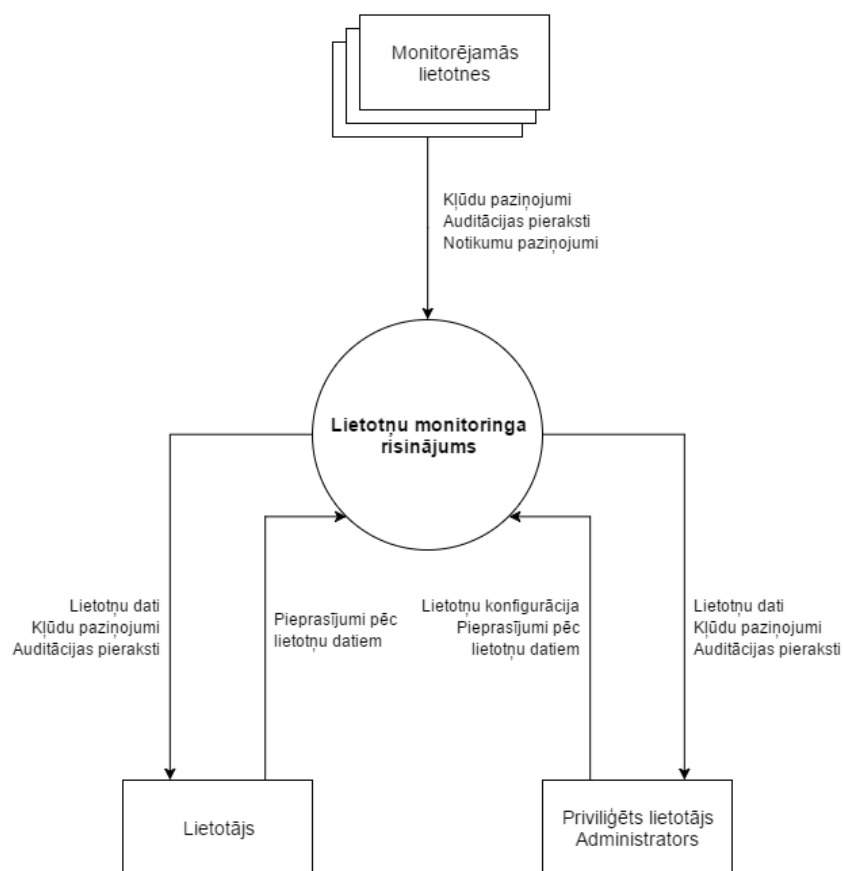 Monitorējamās
lietotnes
Kļūdu paziņojumi
Auditācijas pieraksti
Notikumu paziņojumi
Lietotņu monitoringa
risinājums
Lietotņu dati
Kļūdu paziņojumi
Auditācijas pieraksti
Pieprasījumi pēc
lietotņu datiem
Lietotņu konfigurācija
Pieprasījumi pēc
lietotņu datiem
Lietotņu dati
Kļūdu paziņojumi
Auditācijas pieraksti
Lietotājs
Priviliģēts lietotājs
Administrators